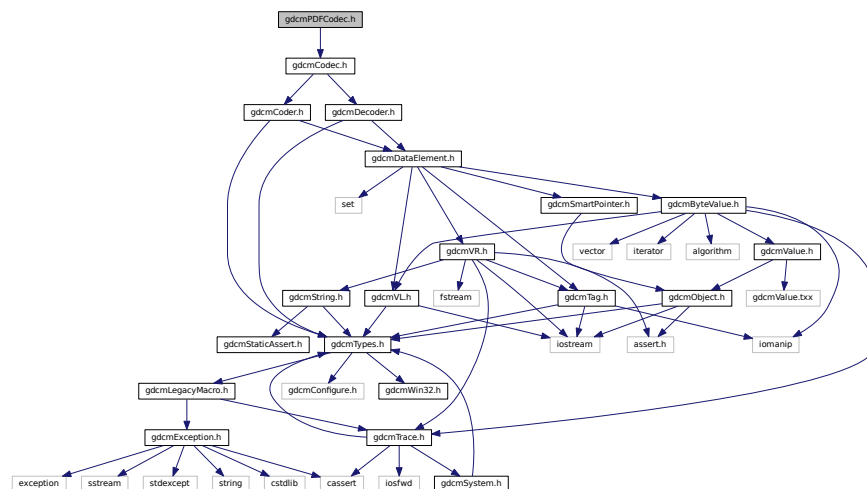 gdcmPDFCodec.h
gdcmCodec.h
gdcmCoder.h
gdcmDecoder.h
gdcmDataElement.h
set
gdcmSmartPointer.h
gdcmByteValue.h
gdcmVR.h
vector
iterator
algorithm
gdcmValue.h
gdcmString.h
gdcmVL.h
fstream
gdcmTag.h
gdcmObject.h
gdcmValue.txx
gdcmStaticAssert.h
gdcmTypes.h
iostream
assert.h
iomanip
gdcmLegacyMacro.h
gdcmConfigure.h
gdcmWin32.h
gdcmException.h
gdcmTrace.h
exception
sstream
stdexcept
string
cstdlib
cassert
iosfwd
gdcmSystem.h